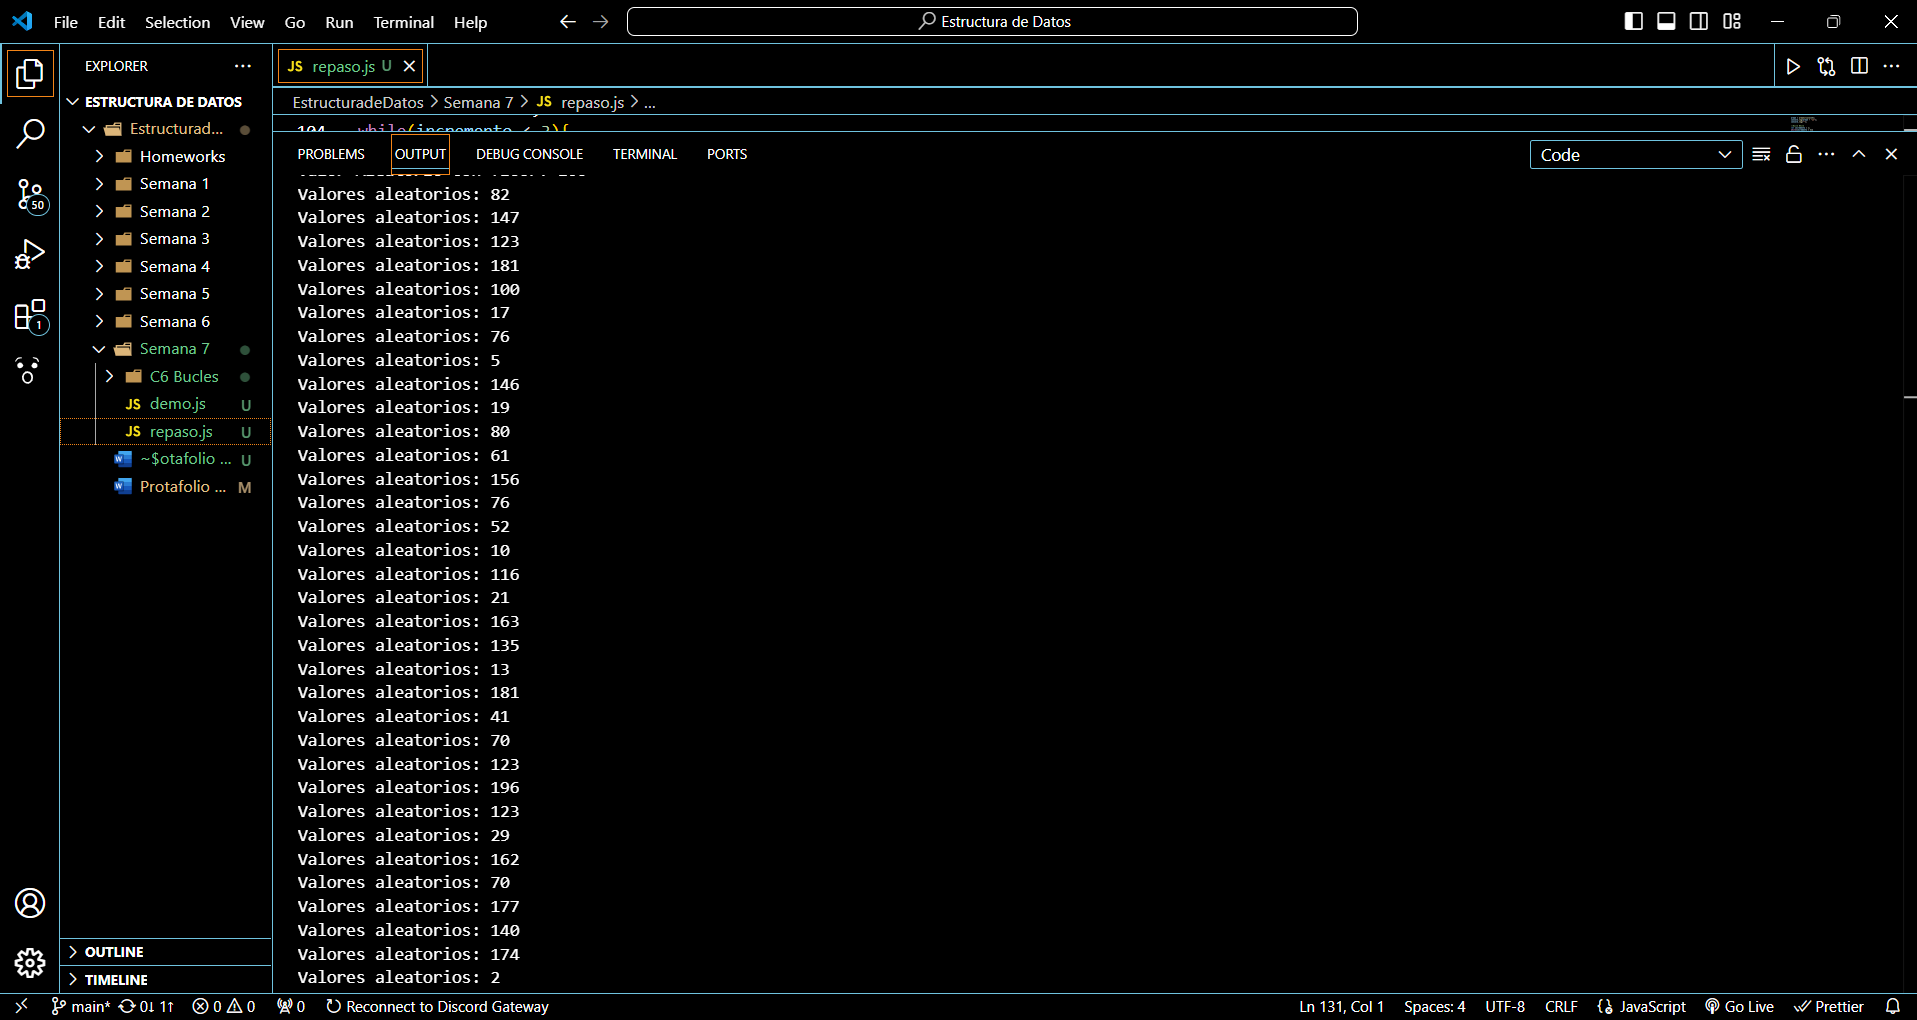 File Edit Selection View Go Run Terminal Help
Estructura de Datos
EXPLORER
ESTRUCTURA DE DATOS
Estructurad...
Homeworks
Semana 1
Semana 2
Semana 3
Semana 4
Semana 5
Semana 6
Semana 7
C6 Bucles
JS demo.js U
JS repaso.js U
~$otafolio ... U
Protafolio ... M
OUTLINE
TIMELINE
50
1
JS repaso.js U
EstructuradeDatos > Semana 7 > JS repaso.js > ...
104 while(incremento < 3){
PROBLEMS OUTPUT DEBUG CONSOLE TERMINAL PORTS
Code
Valores aleatorios: 82
Valores aleatorios: 147
Valores aleatorios: 123
Valores aleatorios: 181
Valores aleatorios: 100
Valores aleatorios: 17
Valores aleatorios: 76
Valores aleatorios: 5
Valores aleatorios: 146
Valores aleatorios: 19
Valores aleatorios: 80
Valores aleatorios: 61
Valores aleatorios: 156
Valores aleatorios: 76
Valores aleatorios: 52
Valores aleatorios: 10
Valores aleatorios: 116
Valores aleatorios: 21
Valores aleatorios: 163
Valores aleatorios: 135
Valores aleatorios: 13
Valores aleatorios: 181
Valores aleatorios: 41
Valores aleatorios: 70
Valores aleatorios: 123
Valores aleatorios: 196
Valores aleatorios: 123
Valores aleatorios: 29
Valores aleatorios: 162
Valores aleatorios: 70
Valores aleatorios: 177
Valores aleatorios: 140
Valores aleatorios: 174
Valores aleatorios: 2
main* 0↓ 1↑ 0 0 0 Reconnect to Discord Gateway Ln 131, Col 1 Spaces: 4 UTF-8 CRLF {} JavaScript Go Live Prettier